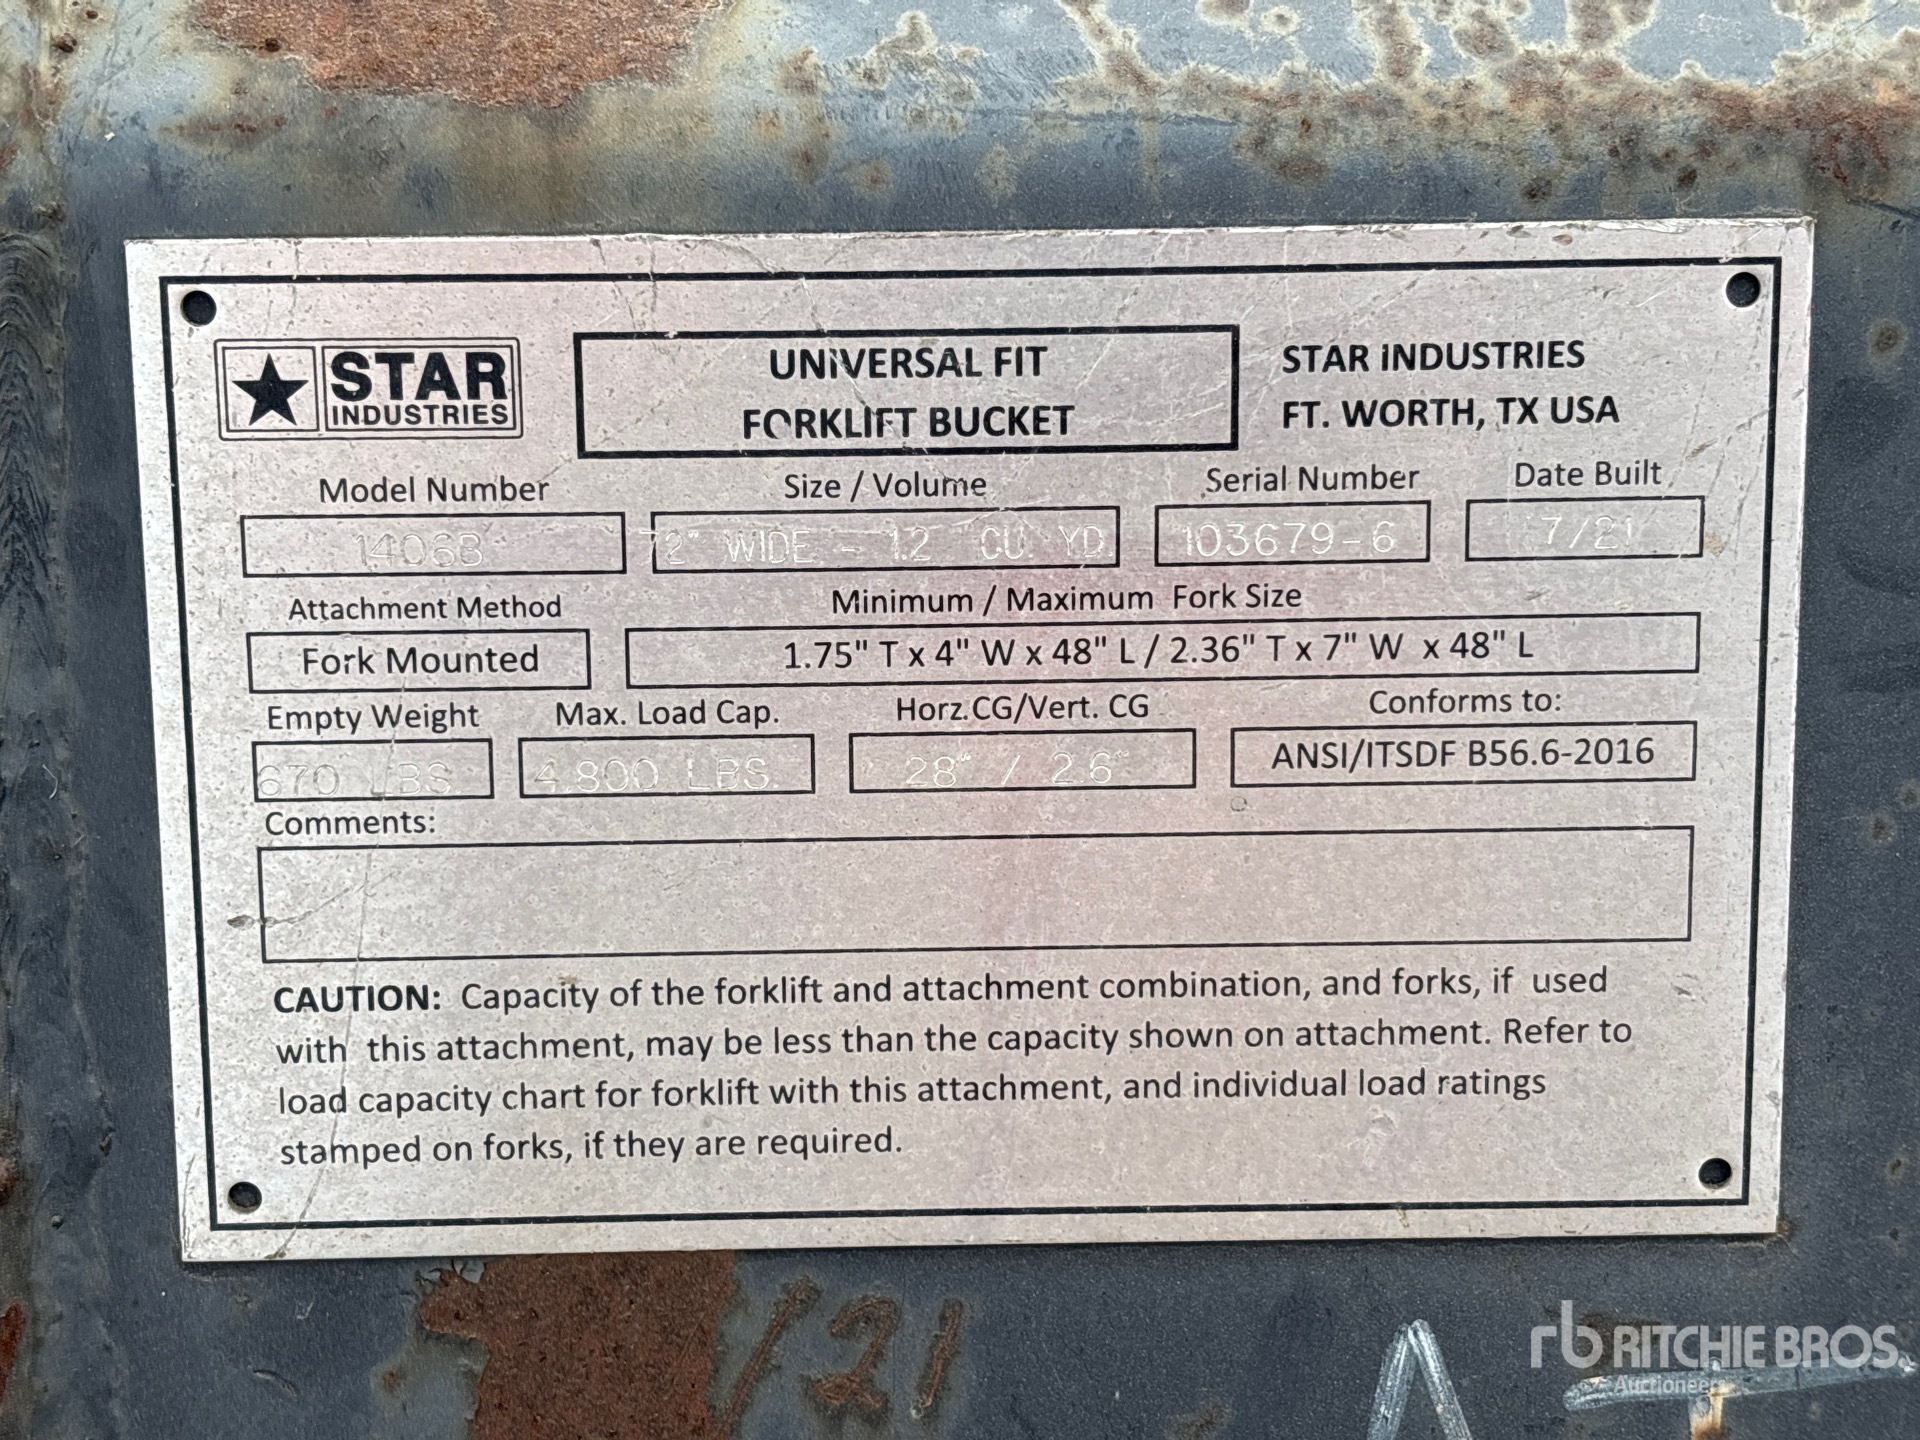 STAR
INDUSTRIES
UNIVERSAL FIT
FORKLIFT BUCKET
STAR INDUSTRIES
FT. WORTH, TX USA
Model Number Size / Volume Serial Number Date Built
1406B 72" WIDE - 1.2 CU. YD. 103679-6 7/21
Attachment Method Minimum / Maximum Fork Size
Fork Mounted 1.75" T x 4" W x 48" L / 2.36" T x 7" W x 48" L
Empty Weight Max. Load Cap. Horz.CG/Vert. CG Conforms to:
670 LBS. 4,800 LBS. 28" / 2.6" ANSI/ITSDF B56.6-2016
Comments:
CAUTION: Capacity of the forklift and attachment combination, and forks, if used
with this attachment, may be less than the capacity shown on attachment. Refer to
load capacity chart for forklift with this attachment, and individual load ratings
stamped on forks, if they are required.
/21
rb RITCHIE BROS.
Auctioneers